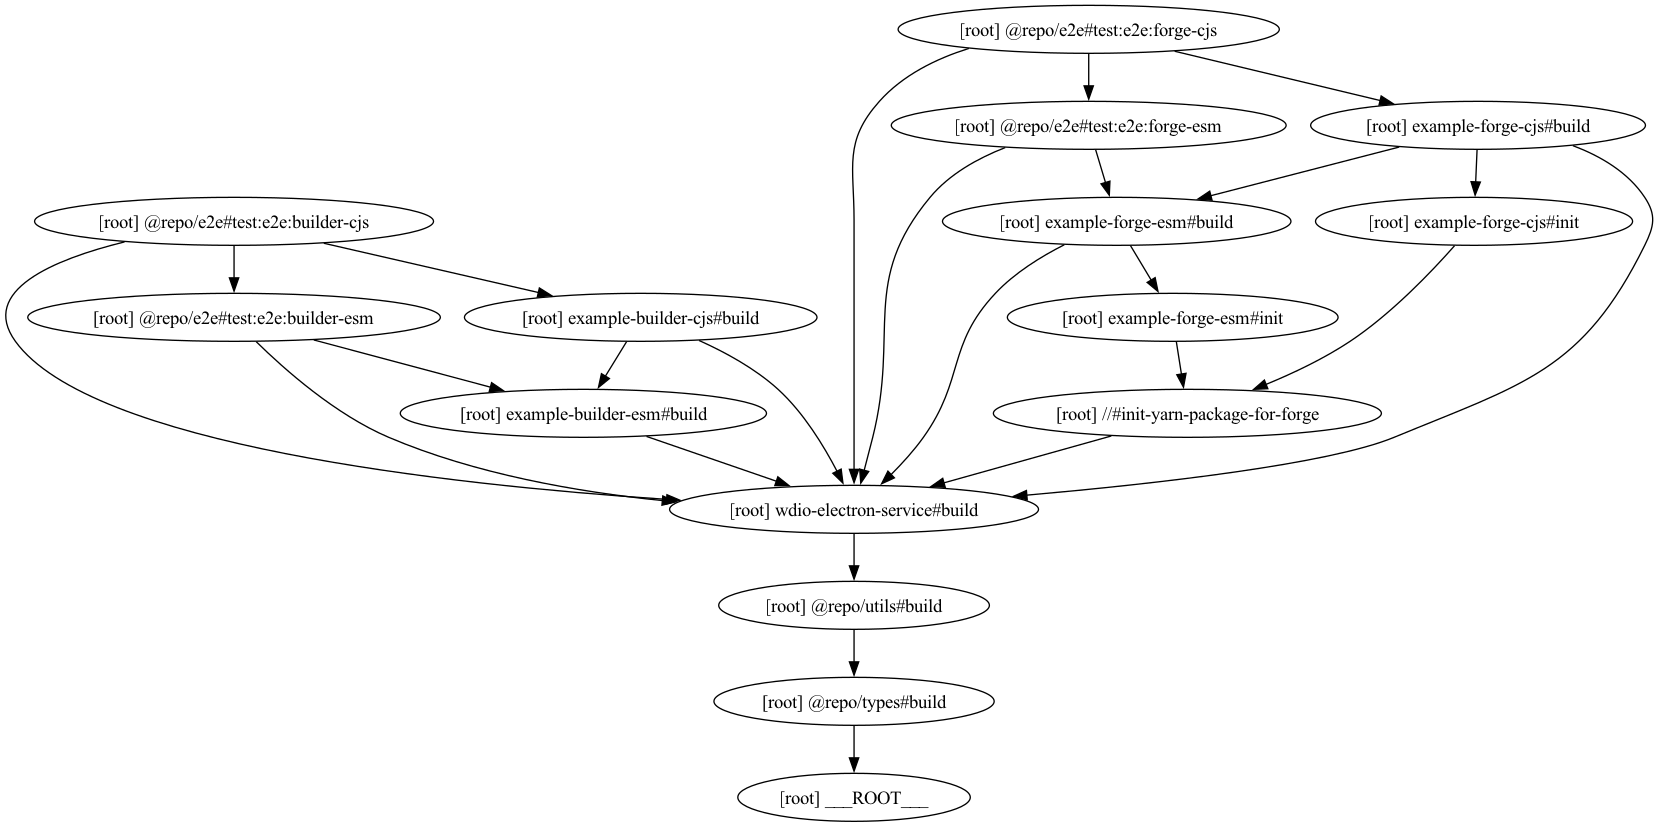 [root] @repo/e2e#test:e2e:forge-cjs
[root] @repo/e2e#test:e2e:forge-esm
[root] example-forge-cjs#build
[root] @repo/e2e#test:e2e:builder-cjs
[root] example-forge-esm#build
[root] example-forge-cjs#init
[root] @repo/e2e#test:e2e:builder-esm
[root] example-builder-cjs#build
[root] example-forge-esm#init
[root] example-builder-esm#build
[root] //#init-yarn-package-for-forge
[root] wdio-electron-service#build
[root] @repo/utils#build
[root] @repo/types#build
[root] ___ROOT___